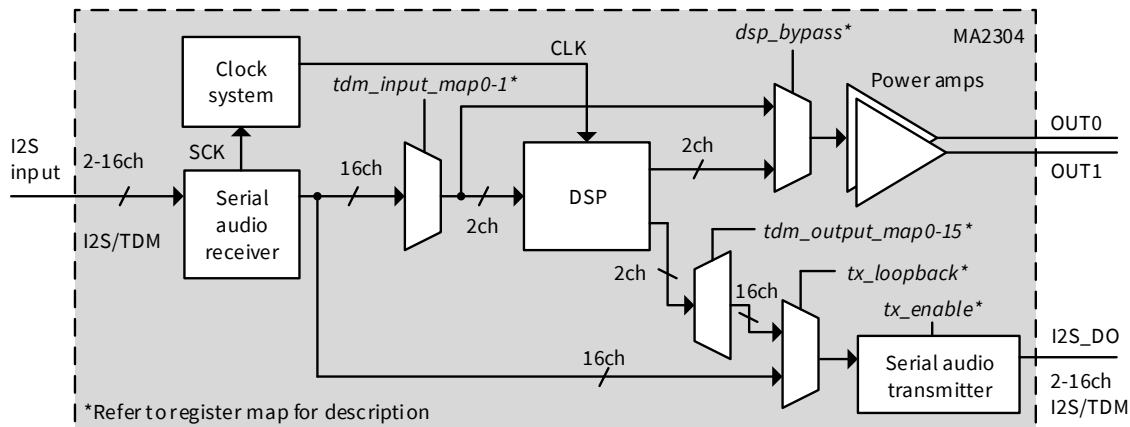 MA2304
dsp_bypass*
CLK
Clock
system
tdm_input_map0-1*
Power amps
I2S
input
2-16ch
SCK
16ch
2ch
OUT0
OUT1
I2S/TDM
Serial
audio
receiver
2ch
DSP
tdm_output_map0-15*
2ch
16ch
tx_loopback*
tx_enable*
16ch
Serial audio
transmitter
I2S_DO
2-16ch
I2S/TDM
*Refer to register map for description